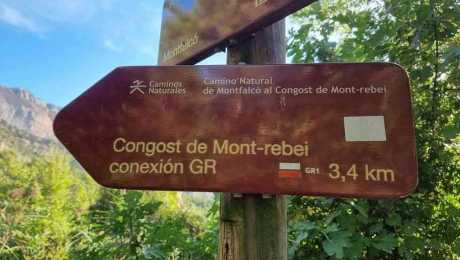 Montfalcó
Caminos
Naturales
Camino Natural
de Montfalcó al Congost de Mont-rebei
Congost de Mont-rebei
conexión GR
GR1 3,4 km